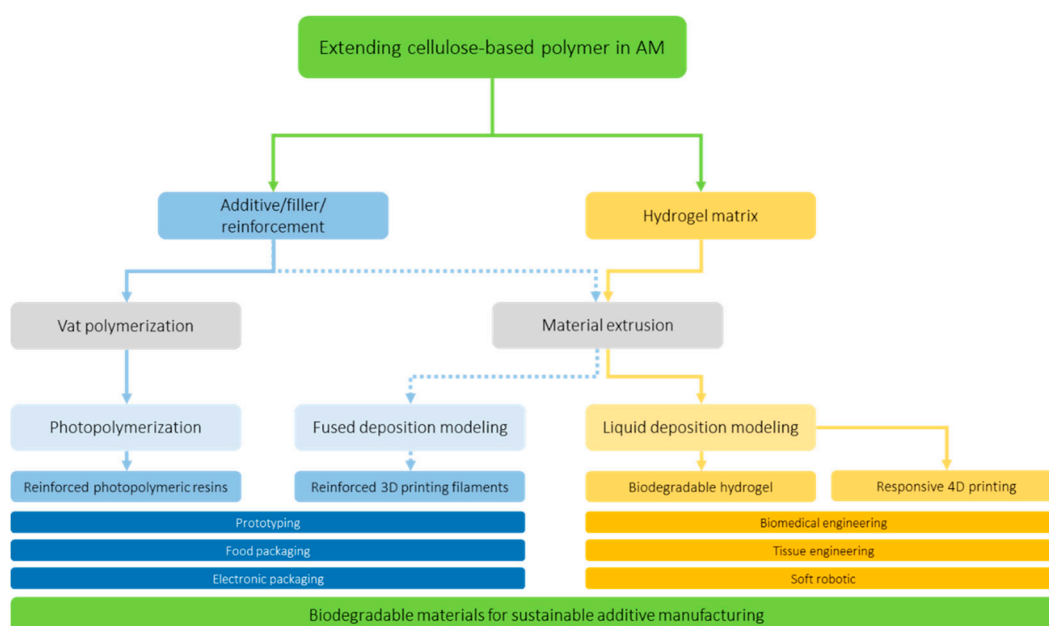 Extending cellulose-based polymer in AM
Additive/filler/
reinforcement
Hydrogel matrix
Vat polymerization
Material extrusion
Photopolymerization
Fused deposition modeling
Liquid deposition modeling
Reinforced photopolymeric resins
Reinforced 3D printing filaments
Biodegradable hydrogel
Responsive 4D printing
Prototyping
Biomedical engineering
Food packaging
Tissue engineering
Electronic packaging
Soft robotic
Biodegradable materials for sustainable additive manufacturing